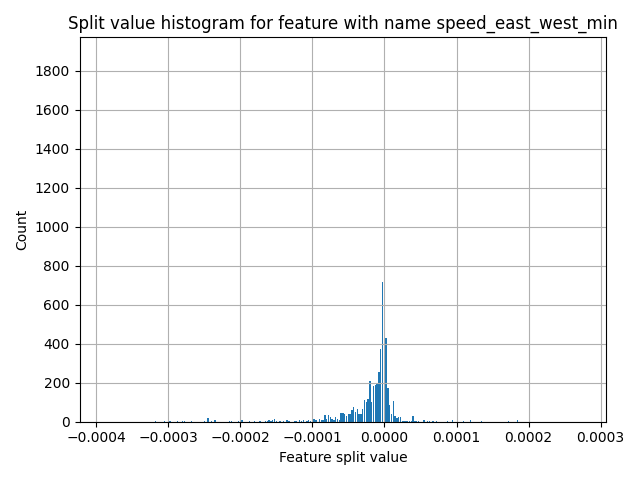 Split value histogram for feature with name speed_east_west_min
1800
1600
1400
1200
1000
800
600
400
200
0
Count
−0.0004 −0.0003 −0.0002 −0.0001 0.0000 0.0001 0.0002 0.0003
Feature split value